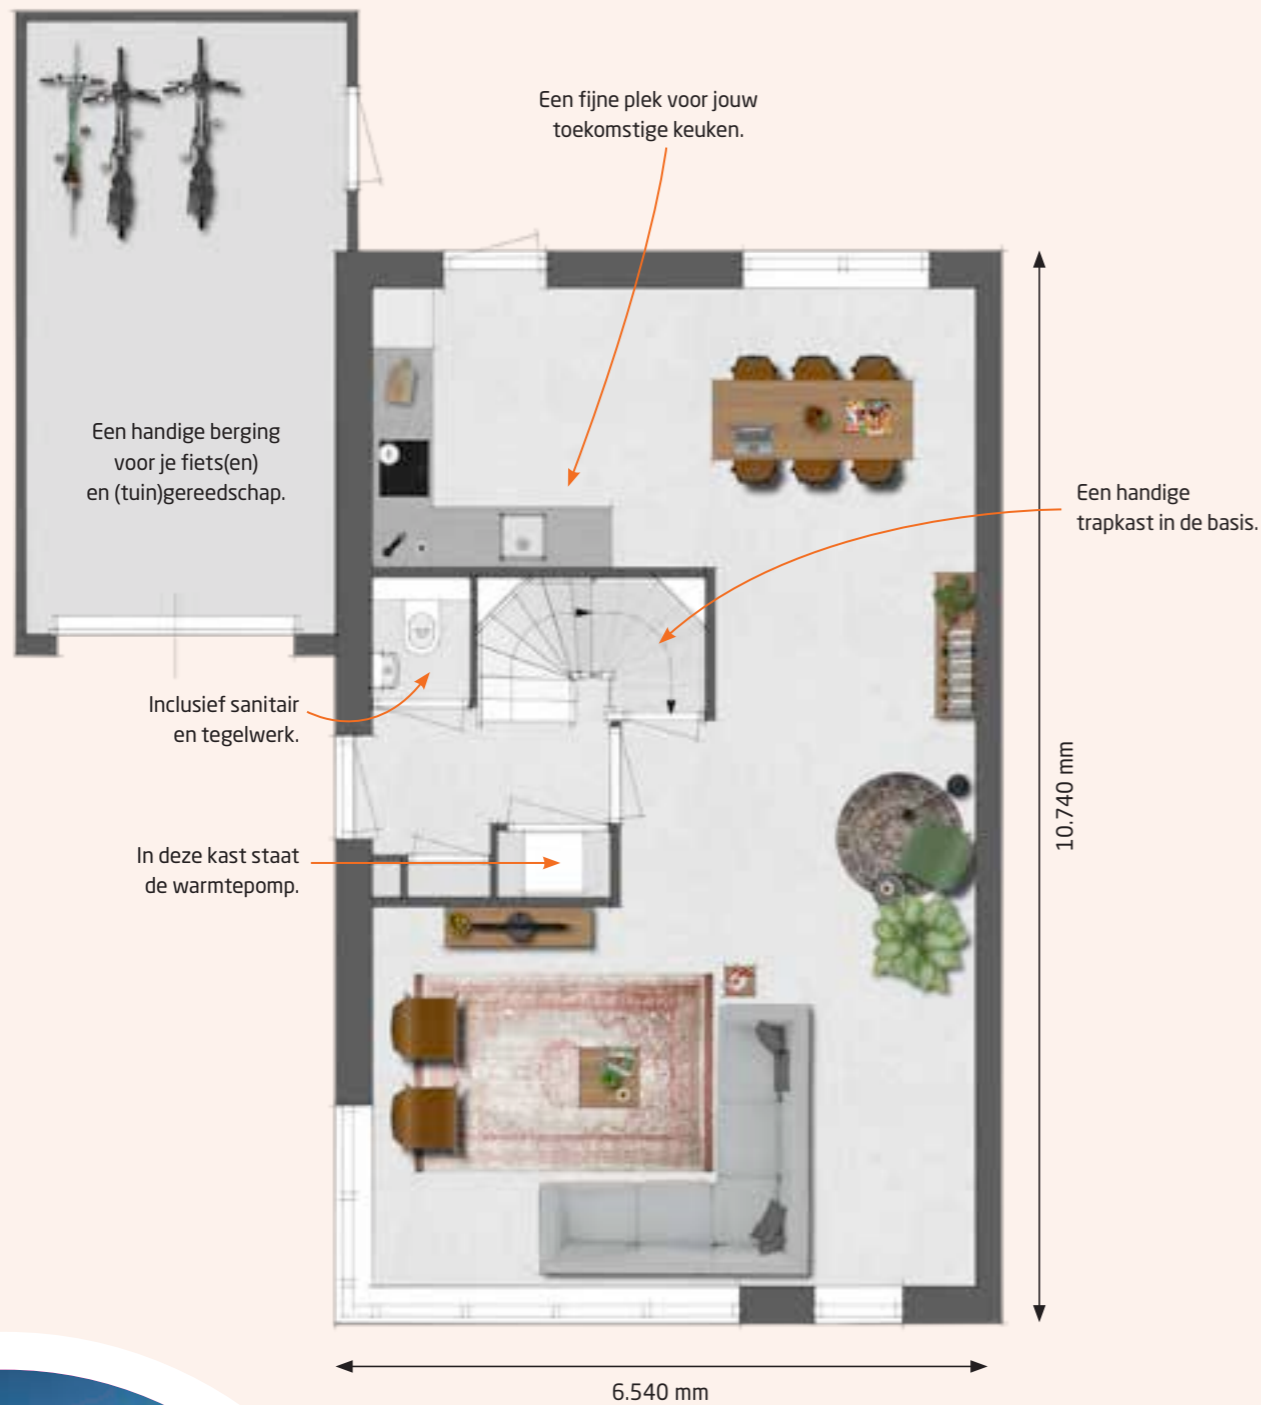 Een fijne plek voor jouw
toekomstige keuken.
Een handige berging
voor je fiets(en)
en (tuin)gereedschap.
Een handige
trapkast in de basis.
Inclusief sanitair
en tegelwerk.
10.740 mm
In deze kast staat
de warmtepomp.
6.540 mm